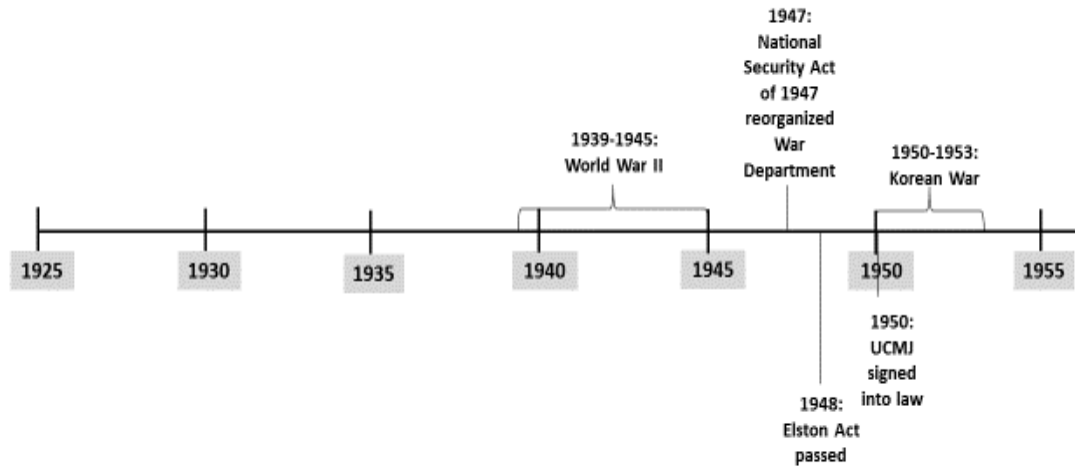 1947:
National
Security Act
of 1947
reorganized
War
Department
1939-1945:
World War II
1950-1953:
Korean War
1925
1930
1935
1940
1945
1950
1955
1950:
UCMJ
signed
into law
1948:
Elston Act
passed